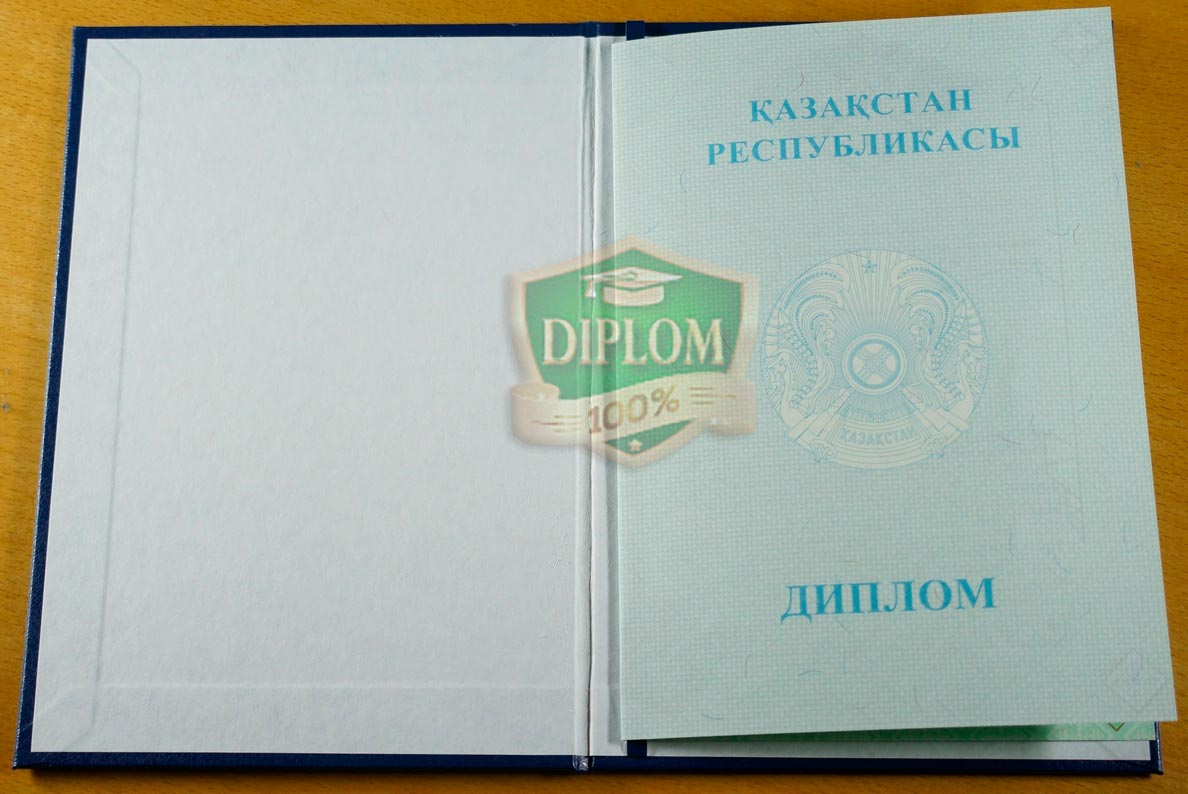 ҚАЗАҚСТАН
РЕСПУБЛИКАСЫ
DIPLOM
100%
ҚАЗАҚСТАН
ДИПЛОМ